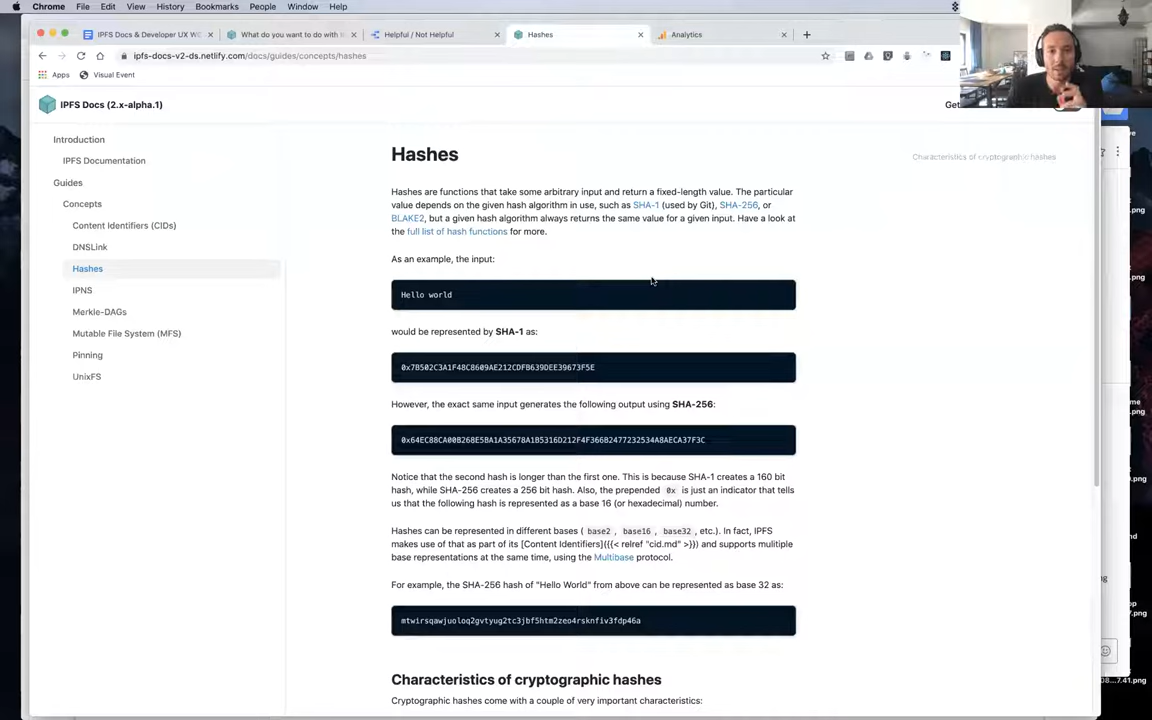 Chrome File Edit View History Bookmarks People Window Help
IPFS Docs & Developer UX W
What do you want to do with
Helpful / Not Helpful
Hashes
Analytics
ipfs-docs-v2-ds.netlify.com/docs/guides/concepts/hashes
Apps Visual Event
IPFS Docs (2.x-alpha.1)
Get
Introduction
IPFS Documentation
Guides
Concepts
Content Identifiers (CIDs)
DNSLink
Hashes
IPNS
Merkle-DAGs
Mutable File System (MFS)
Pinning
UnixFS
Hashes
Characteristics of cryptographic hashes
Hashes are functions that take some arbitrary input and return a fixed-length value. The particular
value depends on the given hash algorithm in use, such as SHA-1 (used by Git), SHA-256, or
BLAKE2, but a given hash algorithm always returns the same value for a given input. Have a look at
the full list of hash functions for more.
As an example, the input:
Hello world
would be represented by SHA-1 as:
0x7B502C3A1F48C8609AE212CDFB639DEE39673F5E
However, the exact same input generates the following output using SHA-256:
0x64EC88CA00B268E5BA1A35678A1B5316D212F4F366B2477232534A8AECA37F3C
Notice that the second hash is longer than the first one. This is because SHA-1 creates a 160 bit
hash, while SHA-256 creates a 256 bit hash. Also, the prepended 0x is just an indicator that tells
us that the following hash is represented as a base 16 (or hexadecimal) number.
Hashes can be represented in different bases ( base2 , base16 , base32 , etc.). In fact, IPFS
makes use of that as part of its [Content Identifiers]({{< relref "cid.md" >}}) and supports mulitiple
base representations at the same time, using the Multibase protocol.
For example, the SHA-256 hash of "Hello World" from above can be represented as base 32 as:
mtwirsqawjuoloq2gvtyug2tc3jbf5htm2zeo4rsknfiv3fdp46a
Characteristics of cryptographic hashes
Cryptographic hashes come with a couple of very important characteristics: